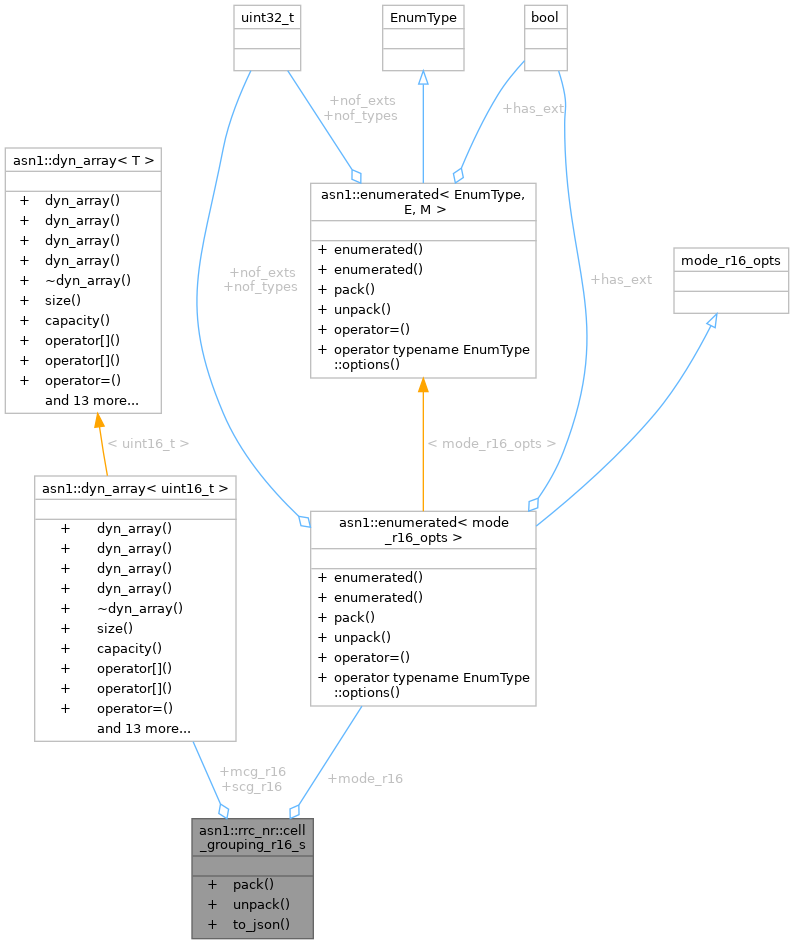 uint32_t
EnumType
bool
+nof_exts
+nof_types
+has_ext
asn1::dyn_array< T >
+ dyn_array()
+ dyn_array()
+ dyn_array()
+ dyn_array()
+ ~dyn_array()
+ size()
+ capacity()
+ operator[]()
+ operator[]()
+ operator=()
and 13 more...
asn1::enumerated< EnumType,
E, M >
+ enumerated()
+ enumerated()
+ pack()
+ unpack()
+ operator=()
+ operator typename EnumType
::options()
mode_r16_opts
+nof_exts
+nof_types
+has_ext
< uint16_t >
< mode_r16_opts >
asn1::dyn_array< uint16_t >
+ dyn_array()
+ dyn_array()
+ dyn_array()
+ dyn_array()
+ ~dyn_array()
+ size()
+ capacity()
+ operator[]()
+ operator[]()
+ operator=()
and 13 more...
asn1::enumerated< mode
_r16_opts >
+ enumerated()
+ enumerated()
+ pack()
+ unpack()
+ operator=()
+ operator typename EnumType
::options()
+mcg_r16
+scg_r16
+mode_r16
asn1::rrc_nr::cell
_grouping_r16_s
+ pack()
+ unpack()
+ to_json()